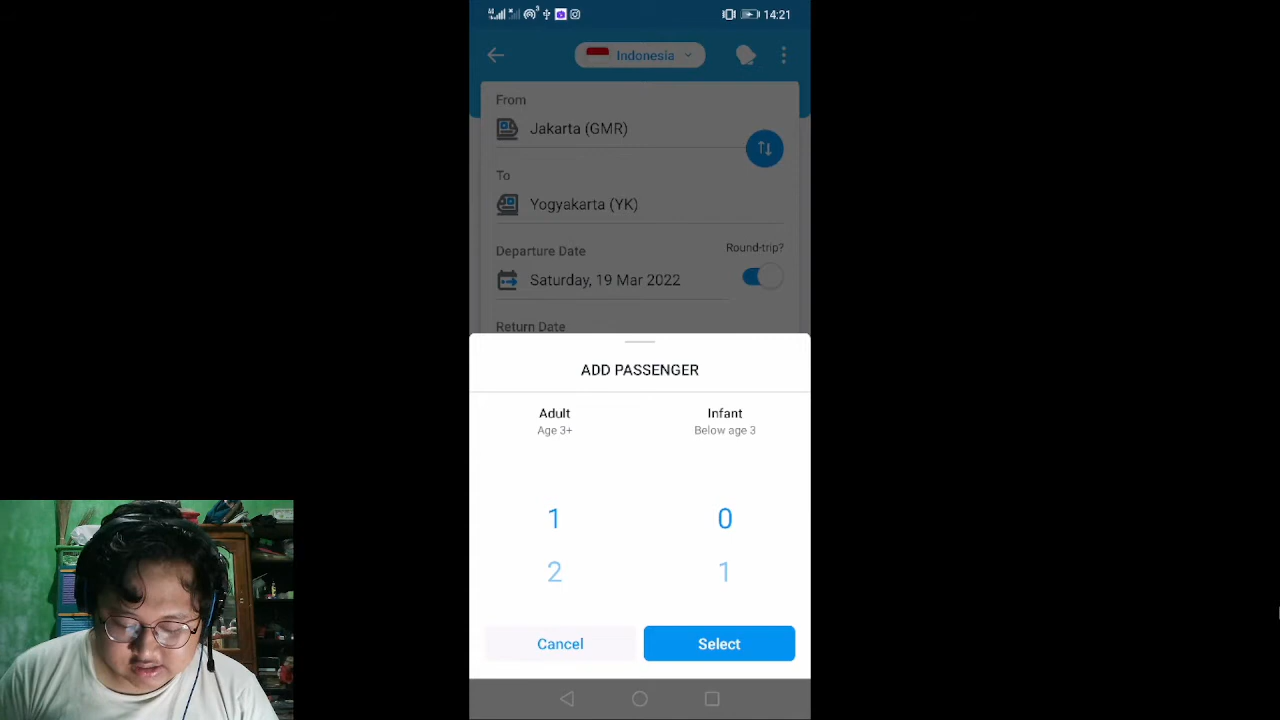 14:21
Indonesia
From
Jakarta (GMR)
To
Yogyakarta (YK)
Departure Date
Round-trip?
Saturday, 19 Mar 2022
Return Date
ADD PASSENGER
Adult
Infant
Age 3+
Below age 3
1
0
2
1
Cancel
Select